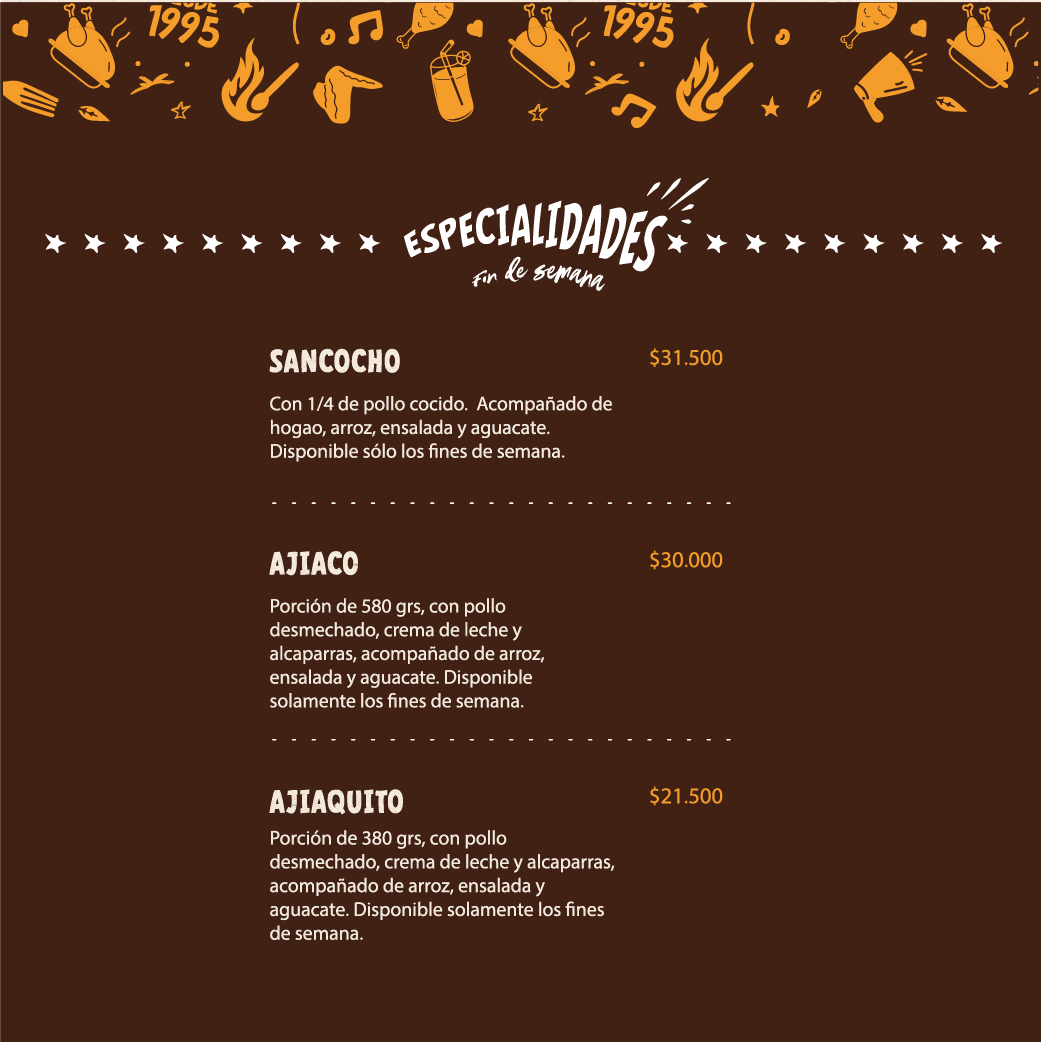 1995
1995
ESPECIALIDADES
Fin de semana
SANCOCHO
$31.500
Con 1/4 de pollo cocido. Acompañado de
hogao, arroz, ensalada y aguacate.
Disponible sólo los fines de semana.
AJIACO
$30.000
Porción de 580 grs, con pollo
desmechado, crema de leche y
alcaparras, acompañado de arroz,
ensalada y aguacate. Disponible
solamente los fines de semana.
AJIAQUITO
$21.500
Porción de 380 grs, con pollo
desmechado, crema de leche y alcaparras,
acompañado de arroz, ensalada y
aguacate. Disponible solamente los fines
de semana.